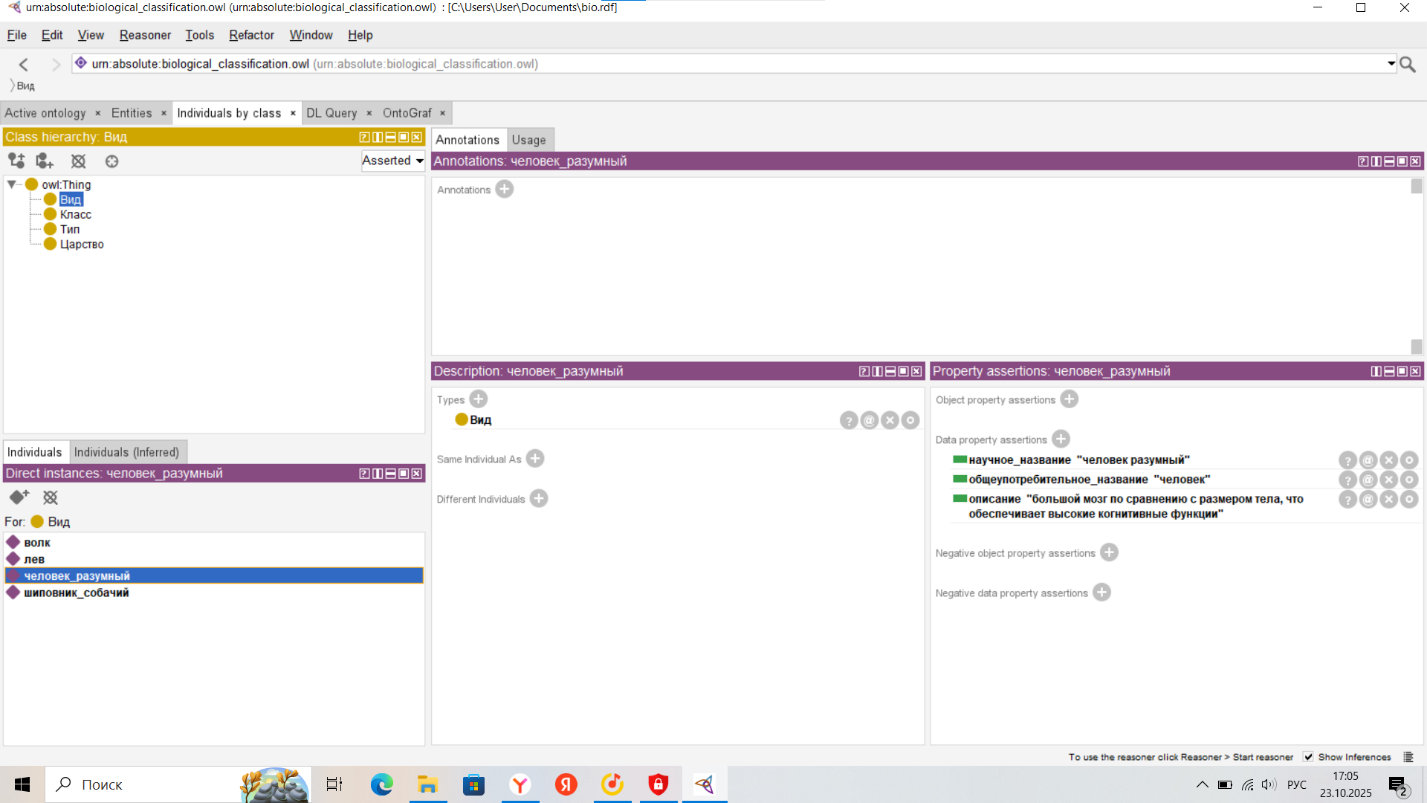 urn:absolute:biological_classification.owl (urn:absolute:biological_classification.owl) : [C:\Users\User\Documents\bio.rdf]
File Edit View Reasoner Tools Refactor Window Help
urn:absolute:biological_classification.owl (urn:absolute:biological_classification.owl)
Вид
Active ontology × Entities × Individuals by class × DL Query × OntoGraf ×
Class hierarchy: Вид
Asserted
owl:Thing
Вид
Класс
Тип
Царство
Individuals Individuals (Inferred)
Direct instances: человек_разумный
For: Вид
волк
лев
человек_разумный
шиповник_собачий
Annotations Usage
Annotations: человек_разумный
Annotations
Description: человек_разумный
Types
Вид
Same Individual As
Different Individuals
Property assertions: человек_разумный
Object property assertions
Data property assertions
научное_название "человек разумный"
общеупотребительное_название "человек"
описание "большой мозг по сравнению с размером тела, что
обеспечивает высокие когнитивные функции"
Negative object property assertions
Negative data property assertions
To use the reasoner click Reasoner > Start reasoner Show Inferences
Поиск
РУС
17:05
23.10.2025
2